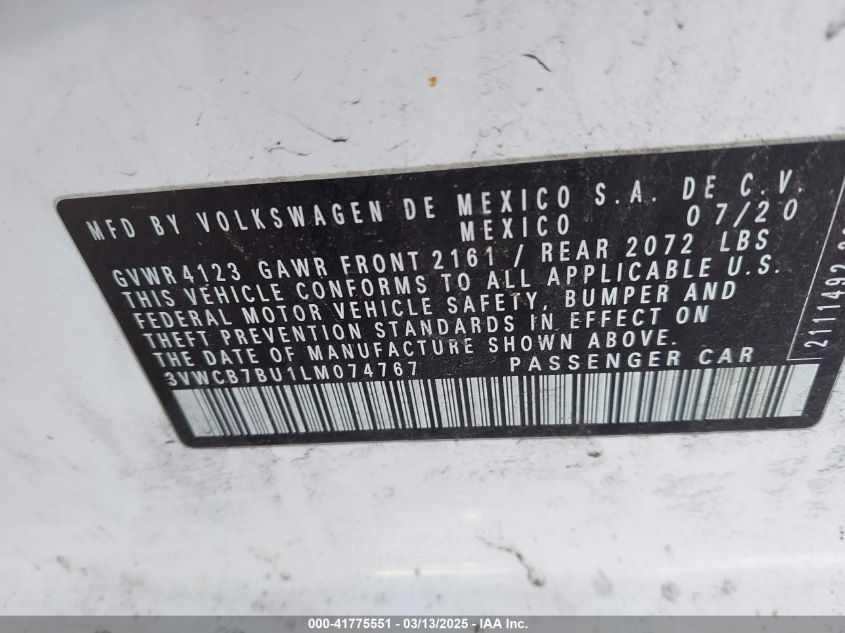 MFD BY VOLKSWAGEN DE MEXICO S.A. DE C.V.
MEXICO 07/20
GVWR 4123 GAWR FRONT 2161 / REAR 2072 LBS
THIS VEHICLE CONFORMS TO ALL APPLICABLE U.S.
FEDERAL MOTOR VEHICLE SAFETY, BUMPER AND
THEFT PREVENTION STANDARDS IN EFFECT ON
THE DATE OF MANUFACTURE SHOWN ABOVE.
3VWCB7BU1LM074767 PASSENGER CAR
2111492
000-41775551 - 03/13/2025 - IAA Inc.